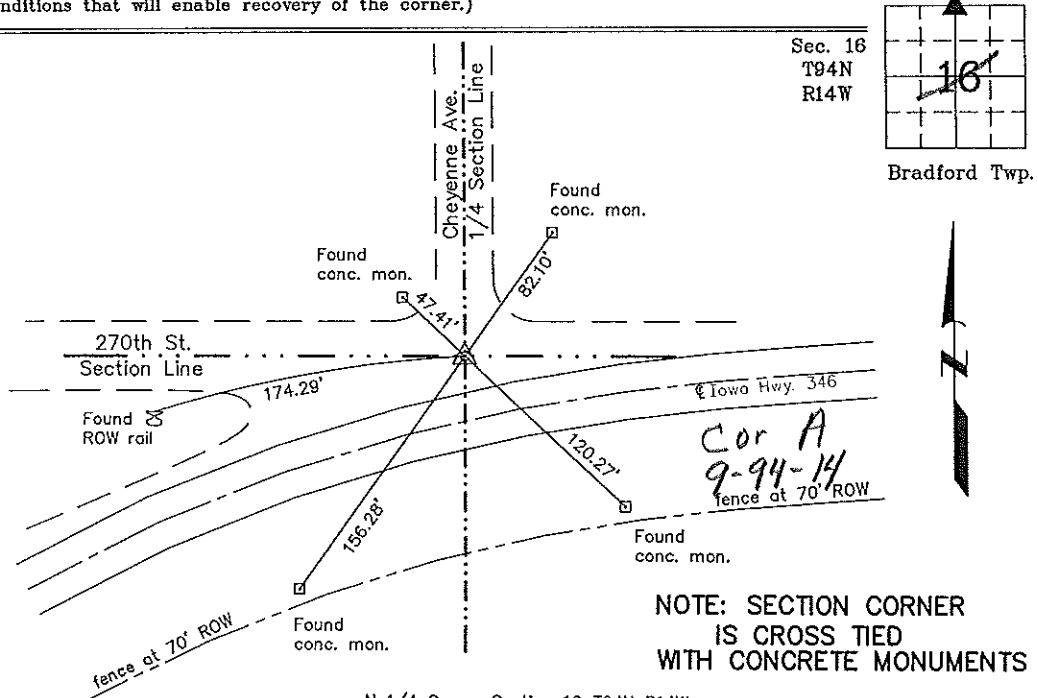 nditions that will enable recovery of the corner.)
Sec. 16
T94N
R14W
16
Bradford Twp.
Cheyenne Ave.
1/4 Section Line
Found
conc. mon.
82.10'
Found
conc. mon.
47.41'
270th St.
Section Line
174.29'
Found
ROW rail
℄ Iowa Hwy. 346
Cor A
9-94-14
fence at 70' ROW
120.27'
Found
conc. mon.
156.28'
Found
conc. mon.
fence at 70' ROW
NOTE: SECTION CORNER
IS CROSS TIED
WITH CONCRETE MONUMENTS